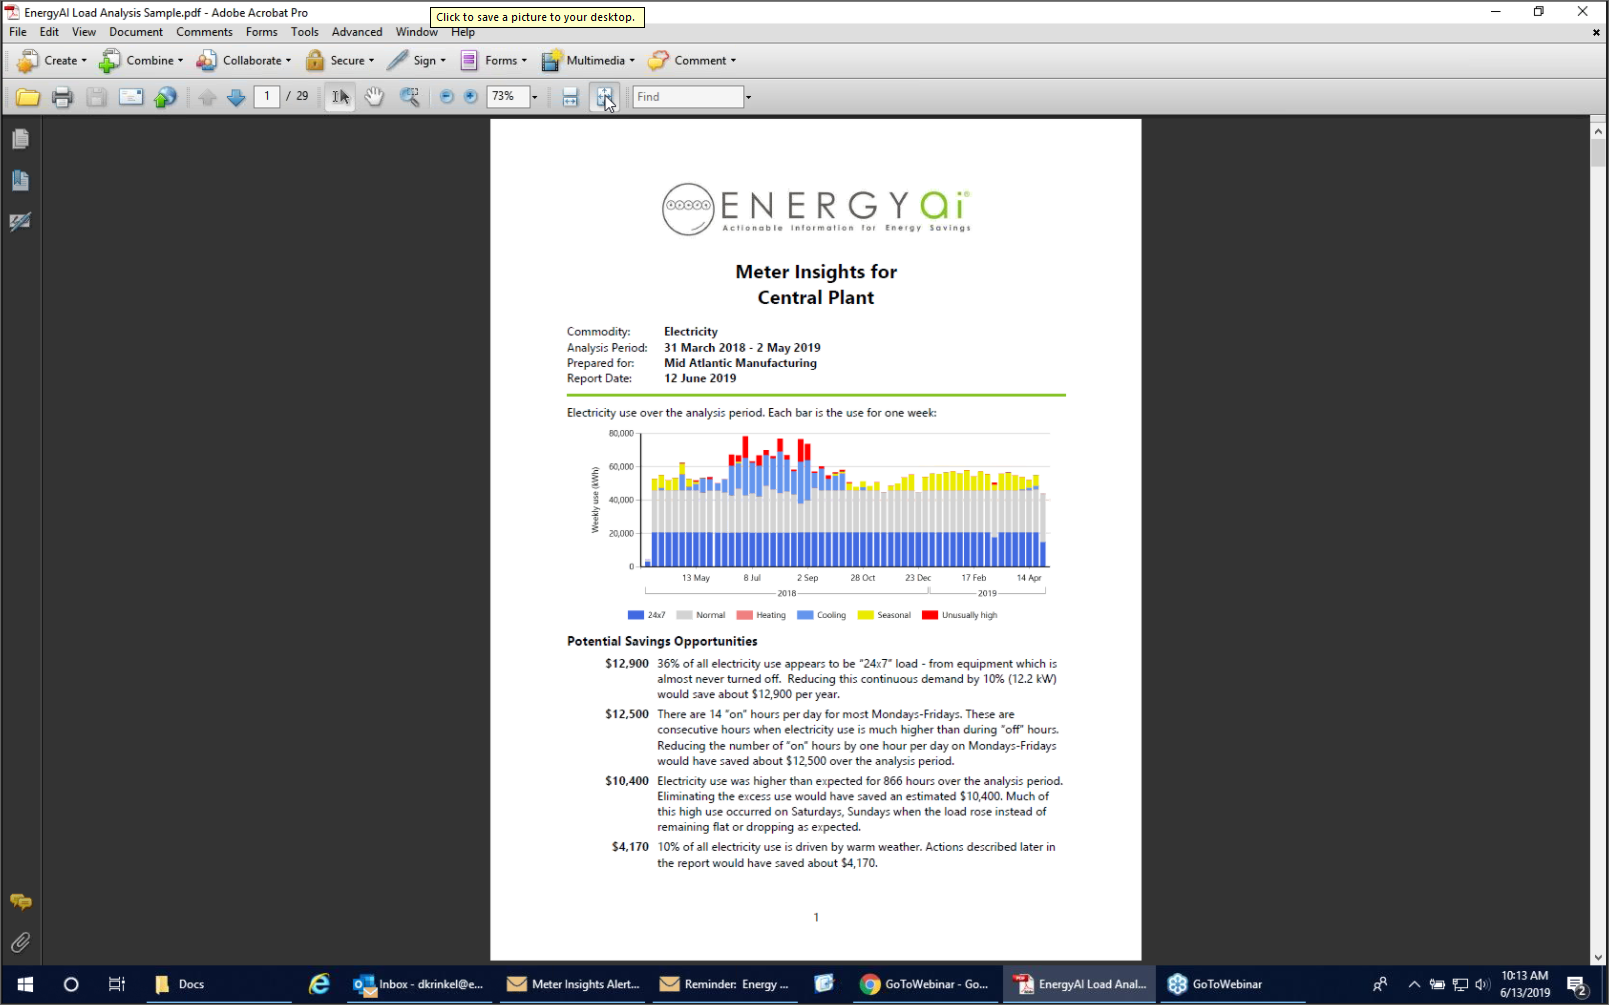 EnergyAI Load Analysis Sample.pdf - Adobe Acrobat Pro
Click to save a picture to your desktop.
File Edit View Document Comments Forms Tools Advanced Window Help
Create Combine Collaborate Secure Sign Forms Multimedia Comment
1 / 29 73% Find
ENERGYai®
Actionable Information for Energy Savings
Meter Insights for
Central Plant
Commodity: Electricity
Analysis Period: 31 March 2018 - 2 May 2019
Prepared for: Mid Atlantic Manufacturing
Report Date: 12 June 2019
Electricity use over the analysis period. Each bar is the use for one week:
80,000
60,000
40,000
20,000
0
Weekly use (kWh)
13 May 8 Jul 2 Sep 28 Oct 23 Dec 17 Feb 14 Apr
2018 2019
24x7 Normal Heating Cooling Seasonal Unusually high
Potential Savings Opportunities
$12,900 36% of all electricity use appears to be "24x7" load - from equipment which is
almost never turned off. Reducing this continuous demand by 10% (12.2 kW)
would save about $12,900 per year.
$12,500 There are 14 "on" hours per day for most Mondays-Fridays. These are
consecutive hours when electricity use is much higher than during "off" hours.
Reducing the number of "on" hours by one hour per day on Mondays-Fridays
would have saved about $12,500 over the analysis period.
$10,400 Electricity use was higher than expected for 866 hours over the analysis period.
Eliminating the excess use would have saved an estimated $10,400. Much of
this high use occurred on Saturdays, Sundays when the load rose instead of
remaining flat or dropping as expected.
$4,170 10% of all electricity use is driven by warm weather. Actions described later in
the report would have saved about $4,170.
1
Docs Inbox - dkrinkel@e... Meter Insights Alert... Reminder: Energy ... GoToWebinar - Go... EnergyAI Load Anal... GoToWebinar
10:13 AM
6/13/2019
2